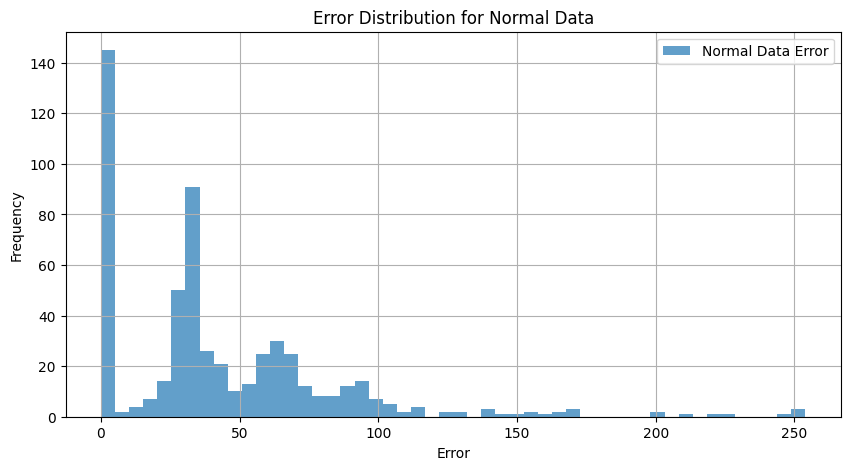 Error Distribution for Normal Data
Normal Data Error
Frequency
140
120
100
80
60
40
20
0
0 50 100 150 200 250
Error